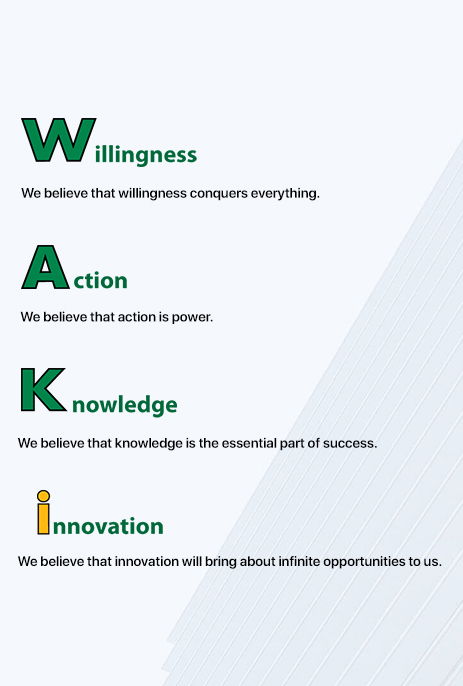 Willingness
We believe that willingness conquers everything.
Action
We believe that action is power.
Knowledge
We believe that knowledge is the essential part of success.
innovation
We believe that innovation will bring about infinite opportunities to us.